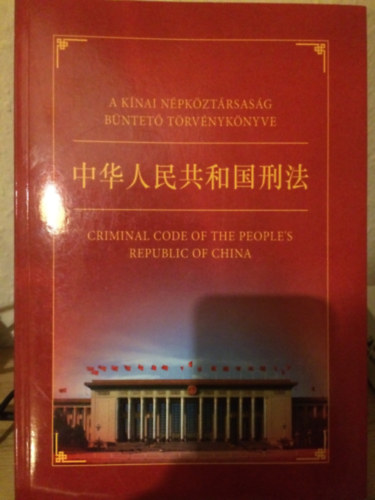 A KÍNAI NÉPKÖZTÁRSASÁG
BÜNTETŐ TÖRVÉNYKÖNYVE
中华人民共和国刑法
CRIMINAL CODE OF THE PEOPLE'S
REPUBLIC OF CHINA